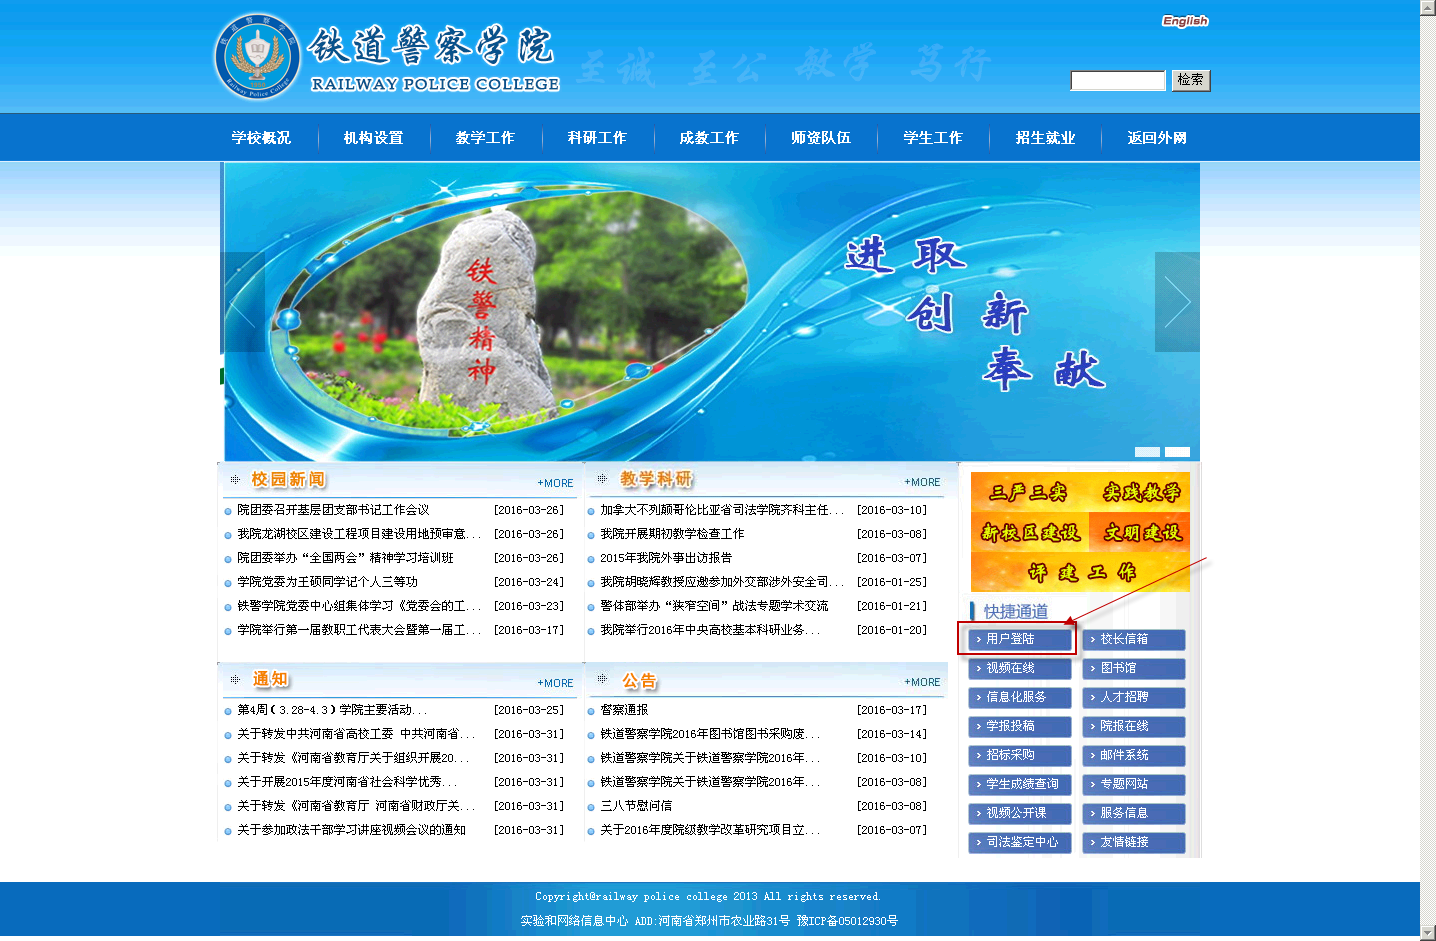 English
铁道警察学院
RAILWAY POLICE COLLEGE
至诚 至公 敏学 笃行
检索
学校概况 机构设置 教学工作 科研工作 成教工作 师资队伍 学生工作 招生就业 返回外网
铁警精神
进取
创新
奉献
校园新闻 +MORE
院团委召开基层团支部书记工作会议 [2016-03-26]
我院龙湖校区建设工程项目建设用地预审意... [2016-03-26]
院团委举办“全国两会”精神学习培训班 [2016-03-26]
学院党委为王硕同学记个人三等功 [2016-03-24]
铁警学院党委中心组集体学习《党委会的工... [2016-03-23]
学院举行第一届教职工代表大会暨第一届工... [2016-03-17]
教学科研 +MORE
加拿大不列颠哥伦比亚省司法学院齐科主任... [2016-03-10]
我院开展期初教学检查工作 [2016-03-08]
2015年我院外事出访报告 [2016-03-07]
我院胡晓辉教授应邀参加外交部涉外安全司... [2016-01-25]
警体部举办“狭窄空间”战法专题学术交流 [2016-01-21]
我院举行2016年中央高校基本科研业务... [2016-01-20]
通知 +MORE
第4周（3.28-4.3）学院主要活动... [2016-03-25]
关于转发中共河南省高校工委 中共河南省... [2016-03-31]
关于转发《河南省教育厅关于组织开展20... [2016-03-31]
关于开展2015年度河南省社会科学优秀... [2016-03-31]
关于转发《河南省教育厅 河南省财政厅关... [2016-03-31]
关于参加政法干部学习讲座视频会议的通知 [2016-03-31]
公告 +MORE
督察通报 [2016-03-17]
铁道警察学院2016年图书馆图书采购废... [2016-03-14]
铁道警察学院关于铁道警察学院2016年... [2016-03-10]
铁道警察学院关于铁道警察学院2016年... [2016-03-08]
三八节慰问信 [2016-03-08]
关于2016年度院级教学改革研究项目立... [2016-03-07]
三严三实 实践教学
新校区建设 文明建设
评建工作
快捷通道
用户登陆 校长信箱
视频在线 图书馆
信息化服务 人才招聘
学报投稿 院报在线
招标采购 邮件系统
学生成绩查询 专题网站
视频公开课 服务信息
司法鉴定中心 友情链接
Copyright@railway police college 2013 All rights reserved.
实验和网络信息中心 ADD:河南省郑州市农业路31号 豫ICP备05012930号